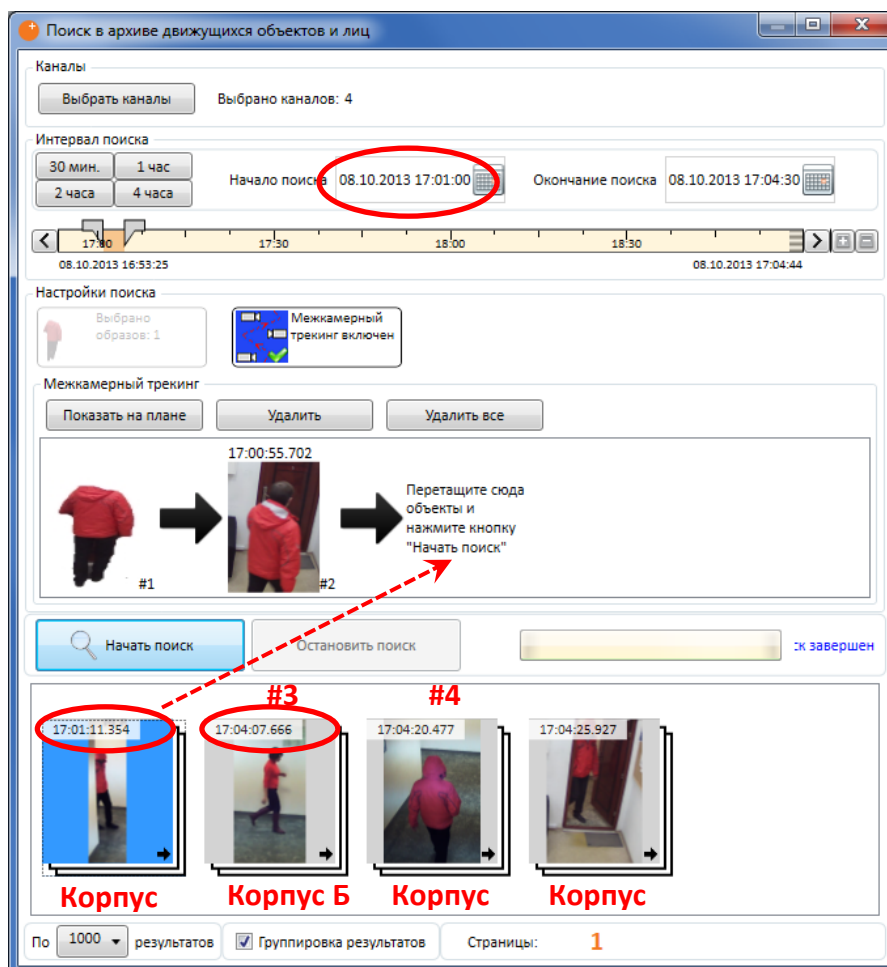 Поиск в архиве движущихся объектов и лиц
Каналы
Выбрать каналы
Выбрано каналов: 4
Интервал поиска
30 мин.
1 час
2 часа
4 часа
Начало поиска
08.10.2013 17:01:00
Окончание поиска
08.10.2013 17:04:30
17:00
17:30
18:00
18:30
08.10.2013 16:53:25
08.10.2013 17:04:44
Настройки поиска
Выбрано
образов: 1
Межкамерный
трекинг включен
Межкамерный трекинг
Показать на плане
Удалить
Удалить все
17:00:55.702
Перетащите сюда
объекты и
нажмите кнопку
"Начать поиск"
#1
#2
Начать поиск
Остановить поиск
ск завершен
#3
#4
17:01:11.354
17:04:07.666
17:04:20.477
17:04:25.927
Корпус
Корпус Б
Корпус
Корпус
По
1000
результатов
Группировка результатов
Страницы:
1